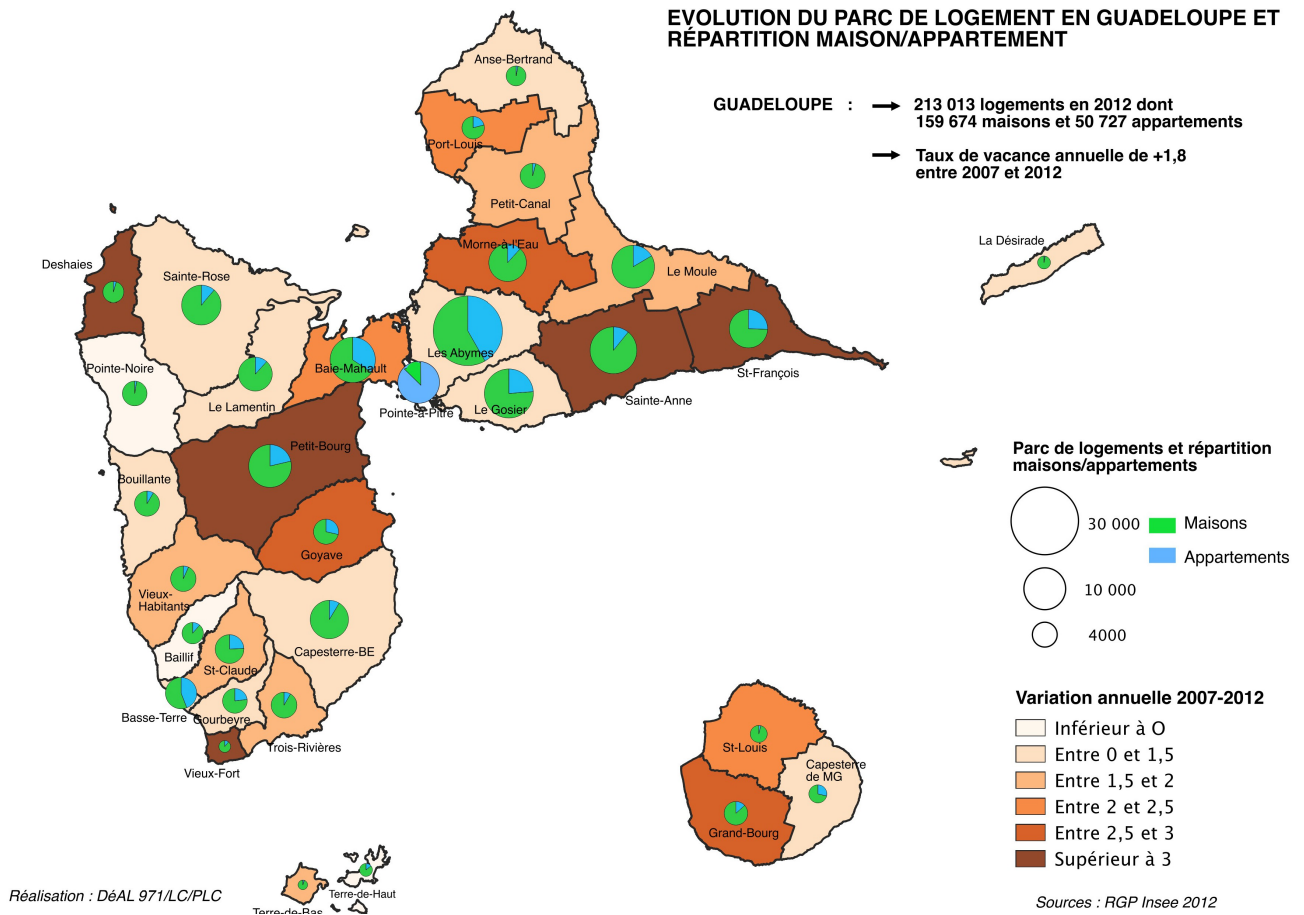 EVOLUTION DU PARC DE LOGEMENT EN GUADELOUPE ET
RÉPARTITION MAISON/APPARTEMENT
GUADELOUPE :
213 013 logements en 2012 dont
159 674 maisons et 50 727 appartements
Taux de vacance annuelle de +1,8
entre 2007 et 2012
Anse-Bertrand
Port-Louis
Petit-Canal
Morne-à-l'Eau
Le Moule
La Désirade
Deshaies
Sainte-Rose
Pointe-Noire
Le Lamentin
Baie-Mahault
Les Abymes
Pointe-à-Pitre
Le Gosier
Sainte-Anne
St-François
Petit-Bourg
Bouillante
Goyave
Vieux-
Habitants
Baillif
St-Claude
Capesterre-BE
Basse-Terre
Gourbeyre
Trois-Rivières
Vieux-Fort
St-Louis
Capesterre
de MG
Grand-Bourg
Terre-de-Haut
Terre-de-Bas
Parc de logements et répartition
maisons/appartements
30 000
10 000
4000
Maisons
Appartements
Variation annuelle 2007-2012
Inférieur à O
Entre 0 et 1,5
Entre 1,5 et 2
Entre 2 et 2,5
Entre 2,5 et 3
Supérieur à 3
Réalisation : DéAL 971/LC/PLC
Sources : RGP Insee 2012